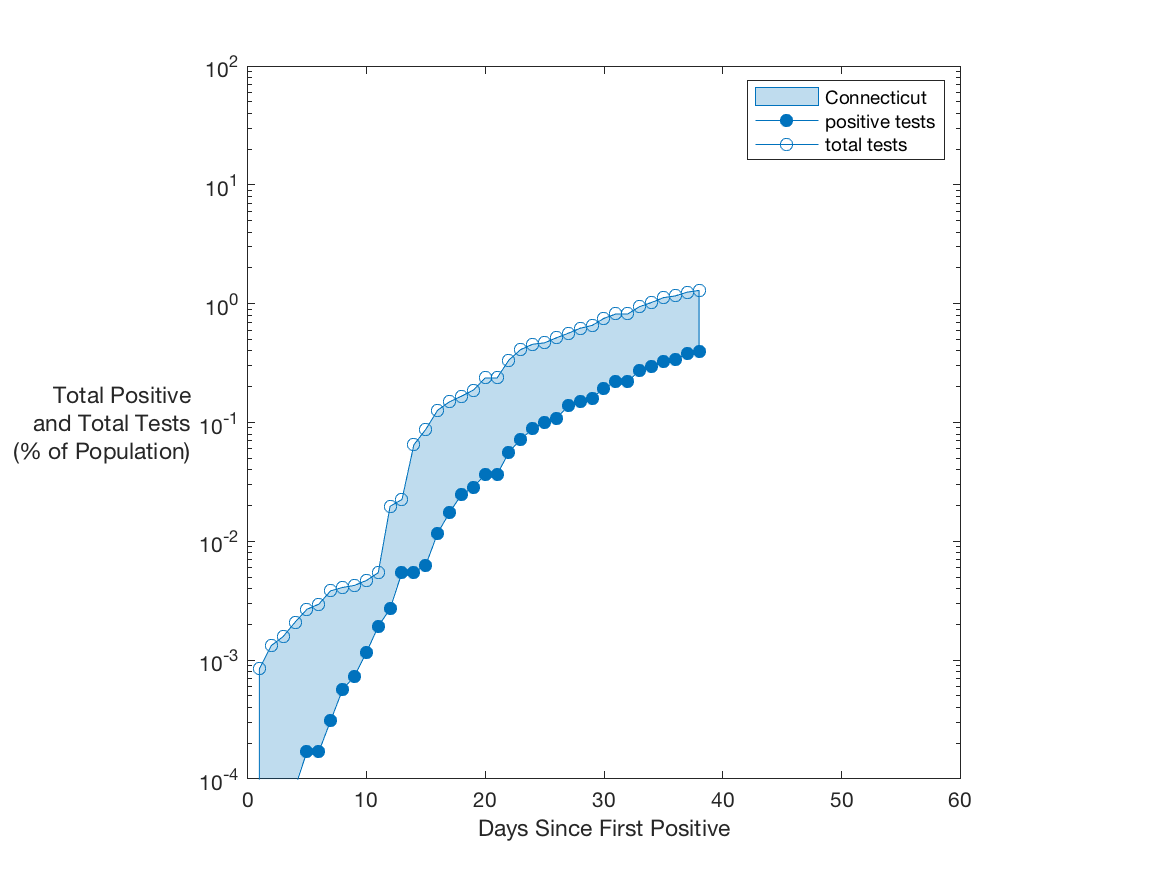 10^2
10^1
10^0
10^-1
10^-2
10^-3
10^-4
Total Positive
and Total Tests
(% of Population)
Connecticut
positive tests
total tests
0 10 20 30 40 50 60
Days Since First Positive